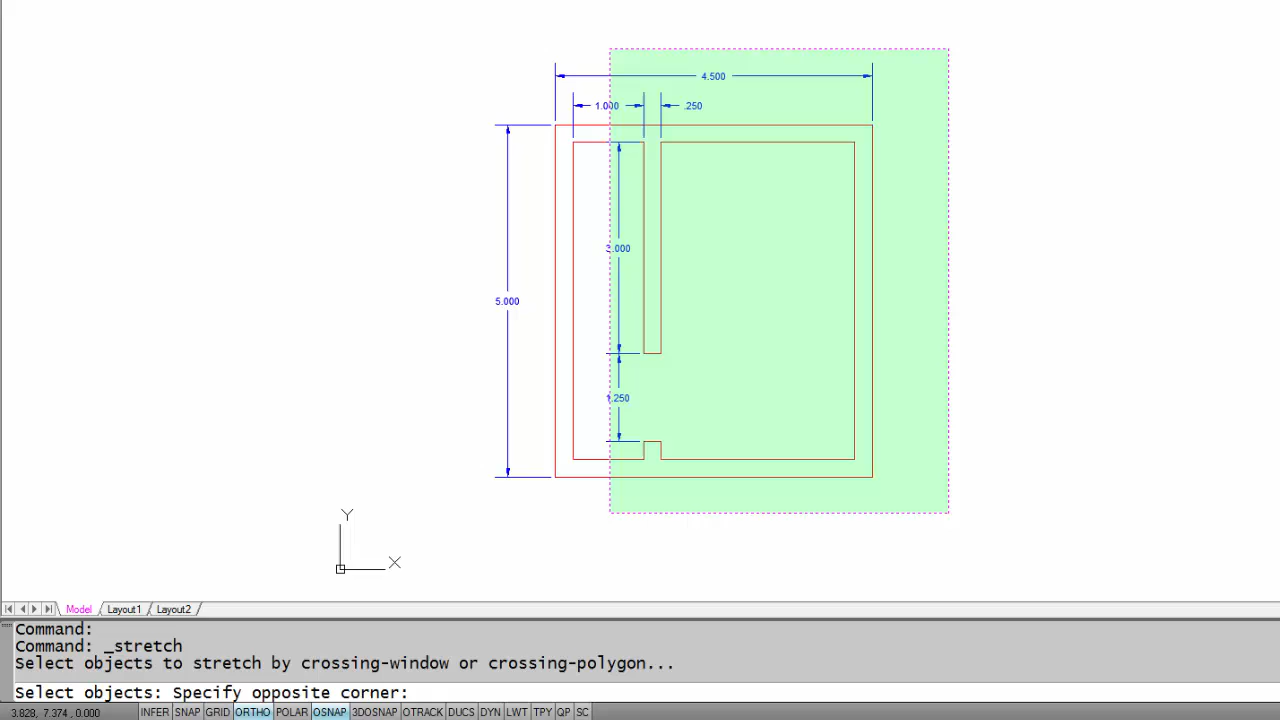 4.500
1.000
.250
.000
5.000
.250
Y
X
Model Layout1 Layout2
Command:
Command: _stretch
Select objects to stretch by crossing-window or crossing-polygon...
Select objects: Specify opposite corner:
3.828, 7.374 , 0.000 INFER SNAP GRID ORTHO POLAR OSNAP 3DOSNAP OTRACK DUCS DYN LWT TPY QP SC